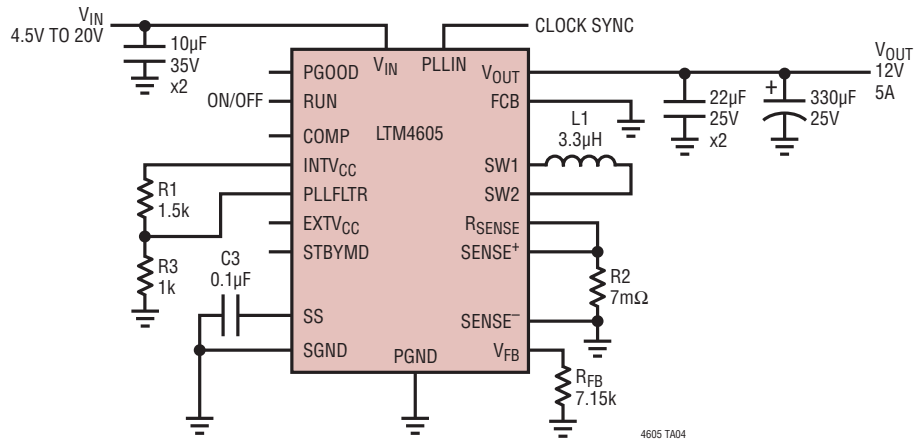 VIN
4.5V TO 20V
10µF
35V
x2
CLOCK SYNC
VOUT
12V
5A
22µF
25V
x2
+
330µF
25V
ON/OFF
PGOOD
RUN
COMP
INTVCC
PLLFLTR
EXTVCC
STBYMD
SS
SGND
VIN
PLLIN
LTM4605
PGND
VOUT
FCB
SW1
SW2
RSENSE
SENSE+
SENSE–
VFB
L1
3.3µH
R1
1.5k
R3
1k
C3
0.1µF
R2
7mΩ
RFB
7.15k
4605 TA04